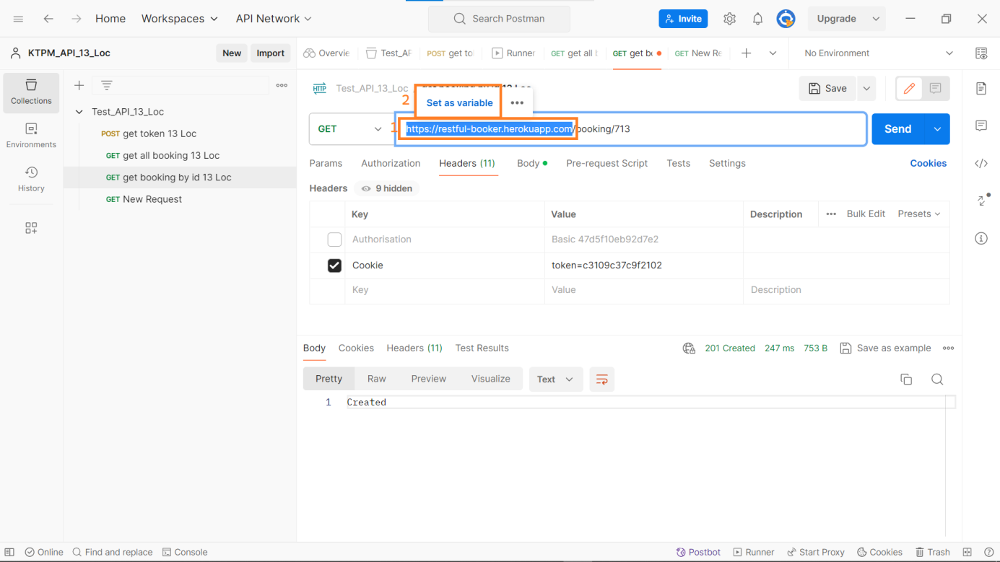 Home Workspaces API Network Search Postman Invite Upgrade
KTPM_API_13_Loc New Import Overvie Test_AP POST get to Runner GET get all b GET get bo GET New Re No Environment
Collections
Environments
History
Test_API_13_Loc
POST get token 13 Loc
GET get all booking 13 Loc
GET get booking by id 13 Loc
GET New Request
HTTP Test_API_13_Loc Save
2 Set as variable
GET 1 https://restful-booker.herokuapp.com/booking/713 Send
Params Authorization Headers (11) Body Pre-request Script Tests Settings Cookies
Headers 9 hidden
Key Value Description Bulk Edit Presets
Authorisation Basic 47d5f10eb92d7e2
Cookie token=c3109c37c9f2102
Key Value Description
Body Cookies Headers (11) Test Results 201 Created 247 ms 753 B Save as example
Pretty Raw Preview Visualize Text
1 Created
Online Find and replace Console Postbot Runner Start Proxy Cookies Trash